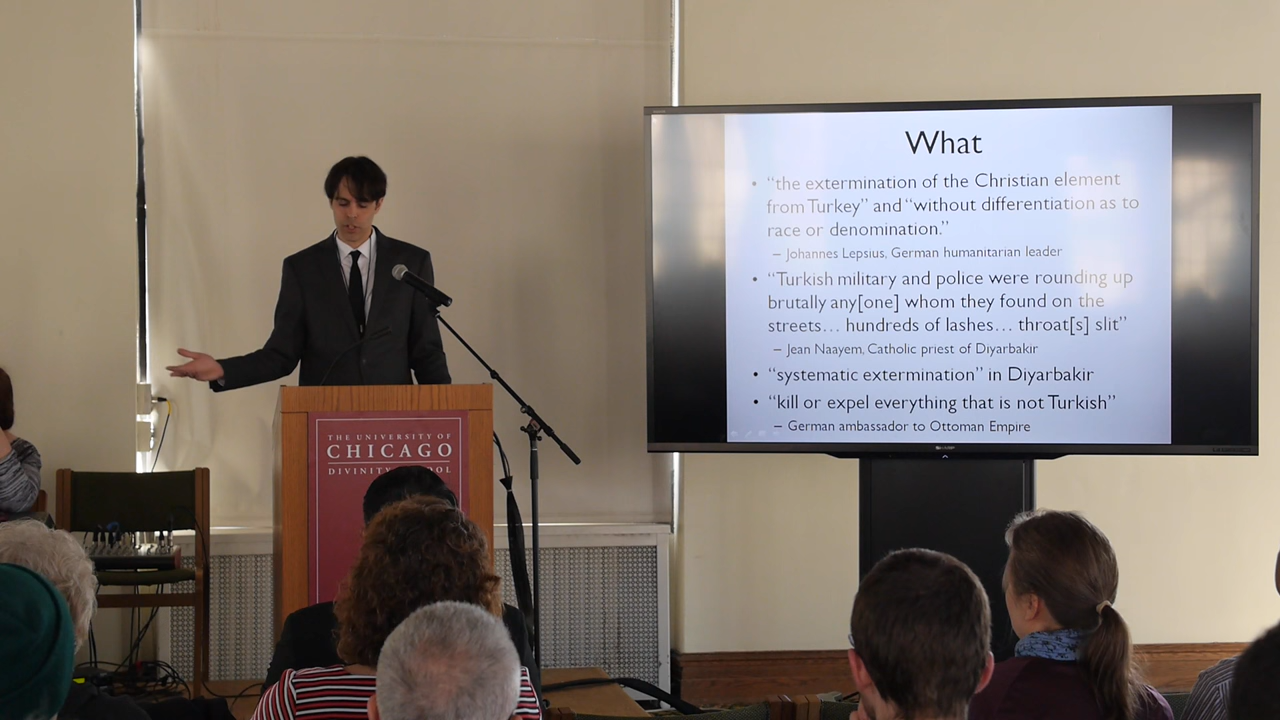 THE UNIVERSITY OF
CHICAGO
DIVINITY SCHOOL
What
• “the extermination of the Christian element
from Turkey” and “without differentiation as to
race or denomination.”
– Johannes Lepsius, German humanitarian leader
• “Turkish military and police were rounding up
brutally any[one] whom they found on the
streets… hundreds of lashes… throat[s] slit”
– Jean Naayem, Catholic priest of Diyarbakir
• “systematic extermination” in Diyarbakir
• “kill or expel everything that is not Turkish”
– German ambassador to Ottoman Empire
SHARP